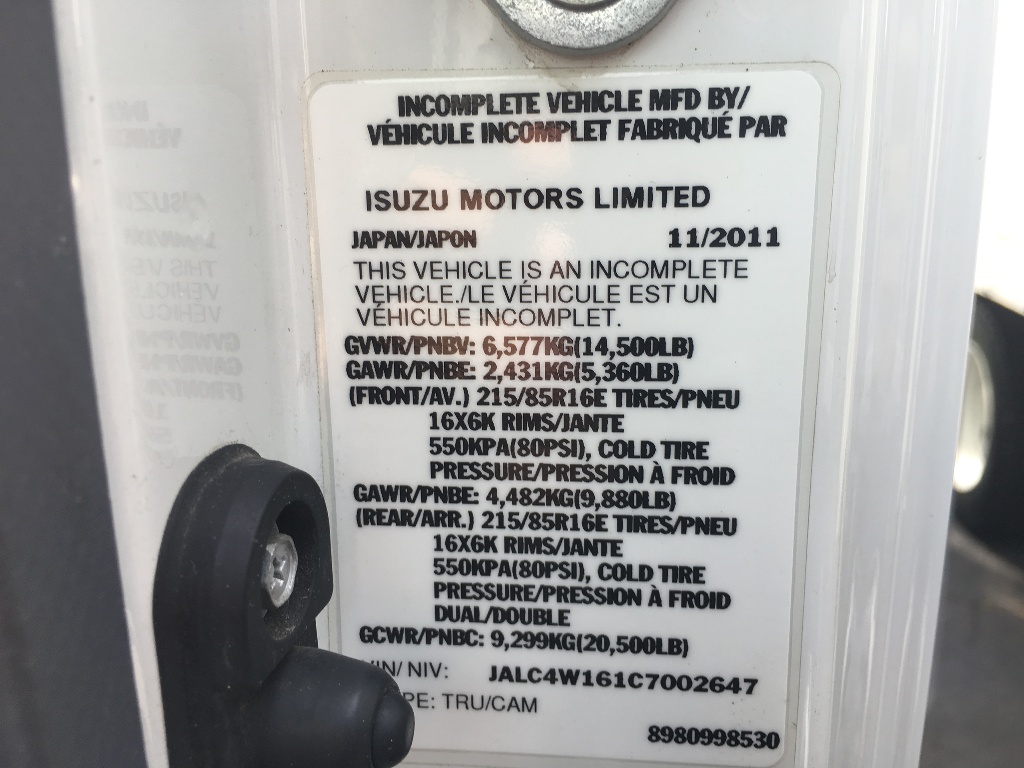 INCOMPLETE VEHICLE MFD BY/
VÉHICULE INCOMPLET FABRIQUÉ PAR
ISUZU MOTORS LIMITED
JAPAN/JAPON 11/2011
THIS VEHICLE IS AN INCOMPLETE
VEHICLE./LE VÉHICULE EST UN
VÉHICULE INCOMPLET.
GVWR/PNBV: 6,577KG(14,500LB)
GAWR/PNBE: 2,431KG(5,360LB)
(FRONT/AV.) 215/85R16E TIRES/PNEU
16X6K RIMS/JANTE
550KPA(80PSI), COLD TIRE
PRESSURE/PRESSION À FROID
GAWR/PNBE: 4,482KG(9,880LB)
(REAR/ARR.) 215/85R16E TIRES/PNEU
16X6K RIMS/JANTE
550KPA(80PSI), COLD TIRE
PRESSURE/PRESSION À FROID
DUAL/DOUBLE
GCWR/PNBC: 9,299KG(20,500LB)
/NIV: JALC4W161C7002647
TRU/CAM
8980998530